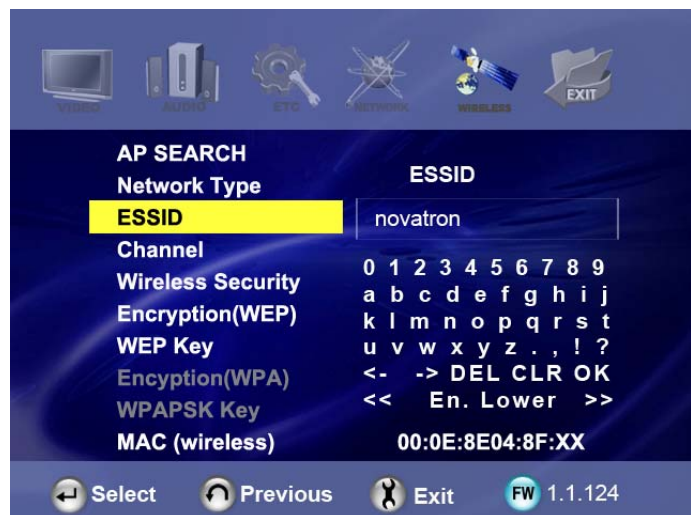 VIDEO AUDIO ETC NETWORK WIRELESS EXIT
AP SEARCH
Network Type
ESSID
Channel
Wireless Security
Encryption(WEP)
WEP Key
Encyption(WPA)
WPAPSK Key
MAC (wireless)
ESSID
novatron
0 1 2 3 4 5 6 7 8 9
a b c d e f g h i j
k l m n o p q r s t
u v w x y z . , ! ?
<- -> DEL CLR OK
<< En. Lower >>
00:0E:8E04:8F:XX
Select Previous Exit FW 1.1.124